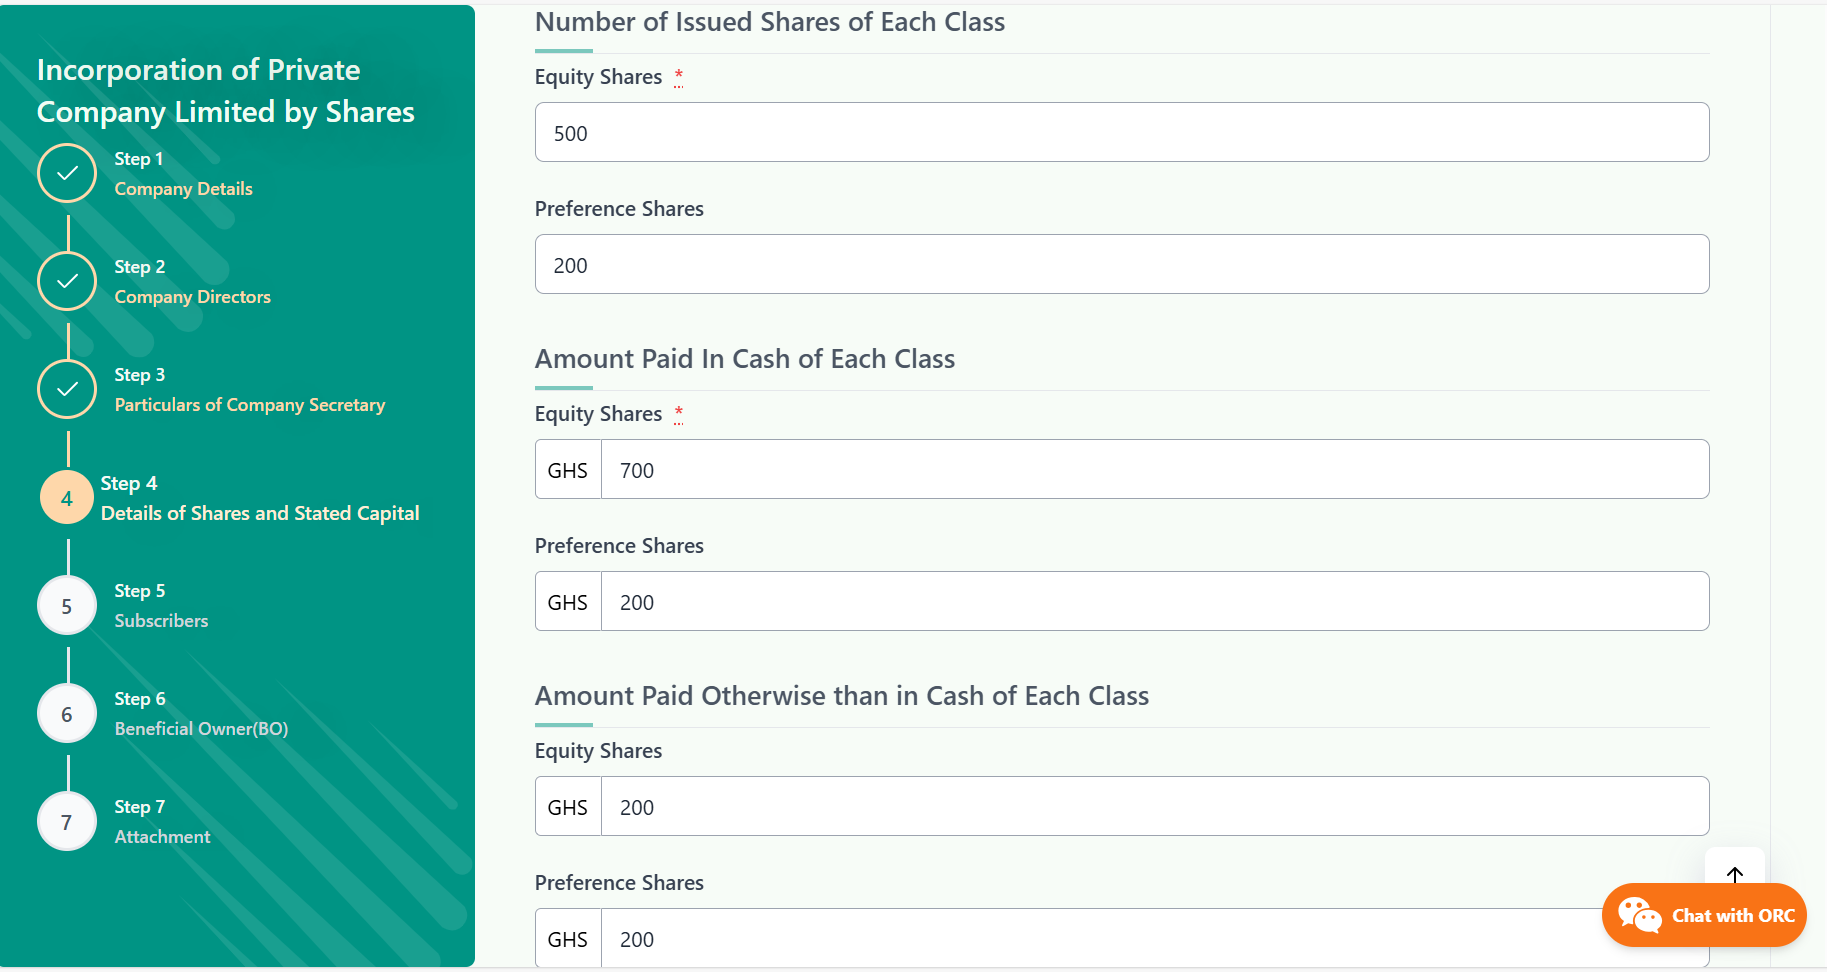 Incorporation of Private
Company Limited by Shares
Step 1
Company Details
Step 2
Company Directors
Step 3
Particulars of Company Secretary
4
Step 4
Details of Shares and Stated Capital
5
Step 5
Subscribers
6
Step 6
Beneficial Owner(BO)
7
Step 7
Attachment
Number of Issued Shares of Each Class
Equity Shares *
500
Preference Shares
200
Amount Paid In Cash of Each Class
Equity Shares *
GHS 700
Preference Shares
GHS 200
Amount Paid Otherwise than in Cash of Each Class
Equity Shares
GHS 200
Preference Shares
GHS 200
Chat with ORC